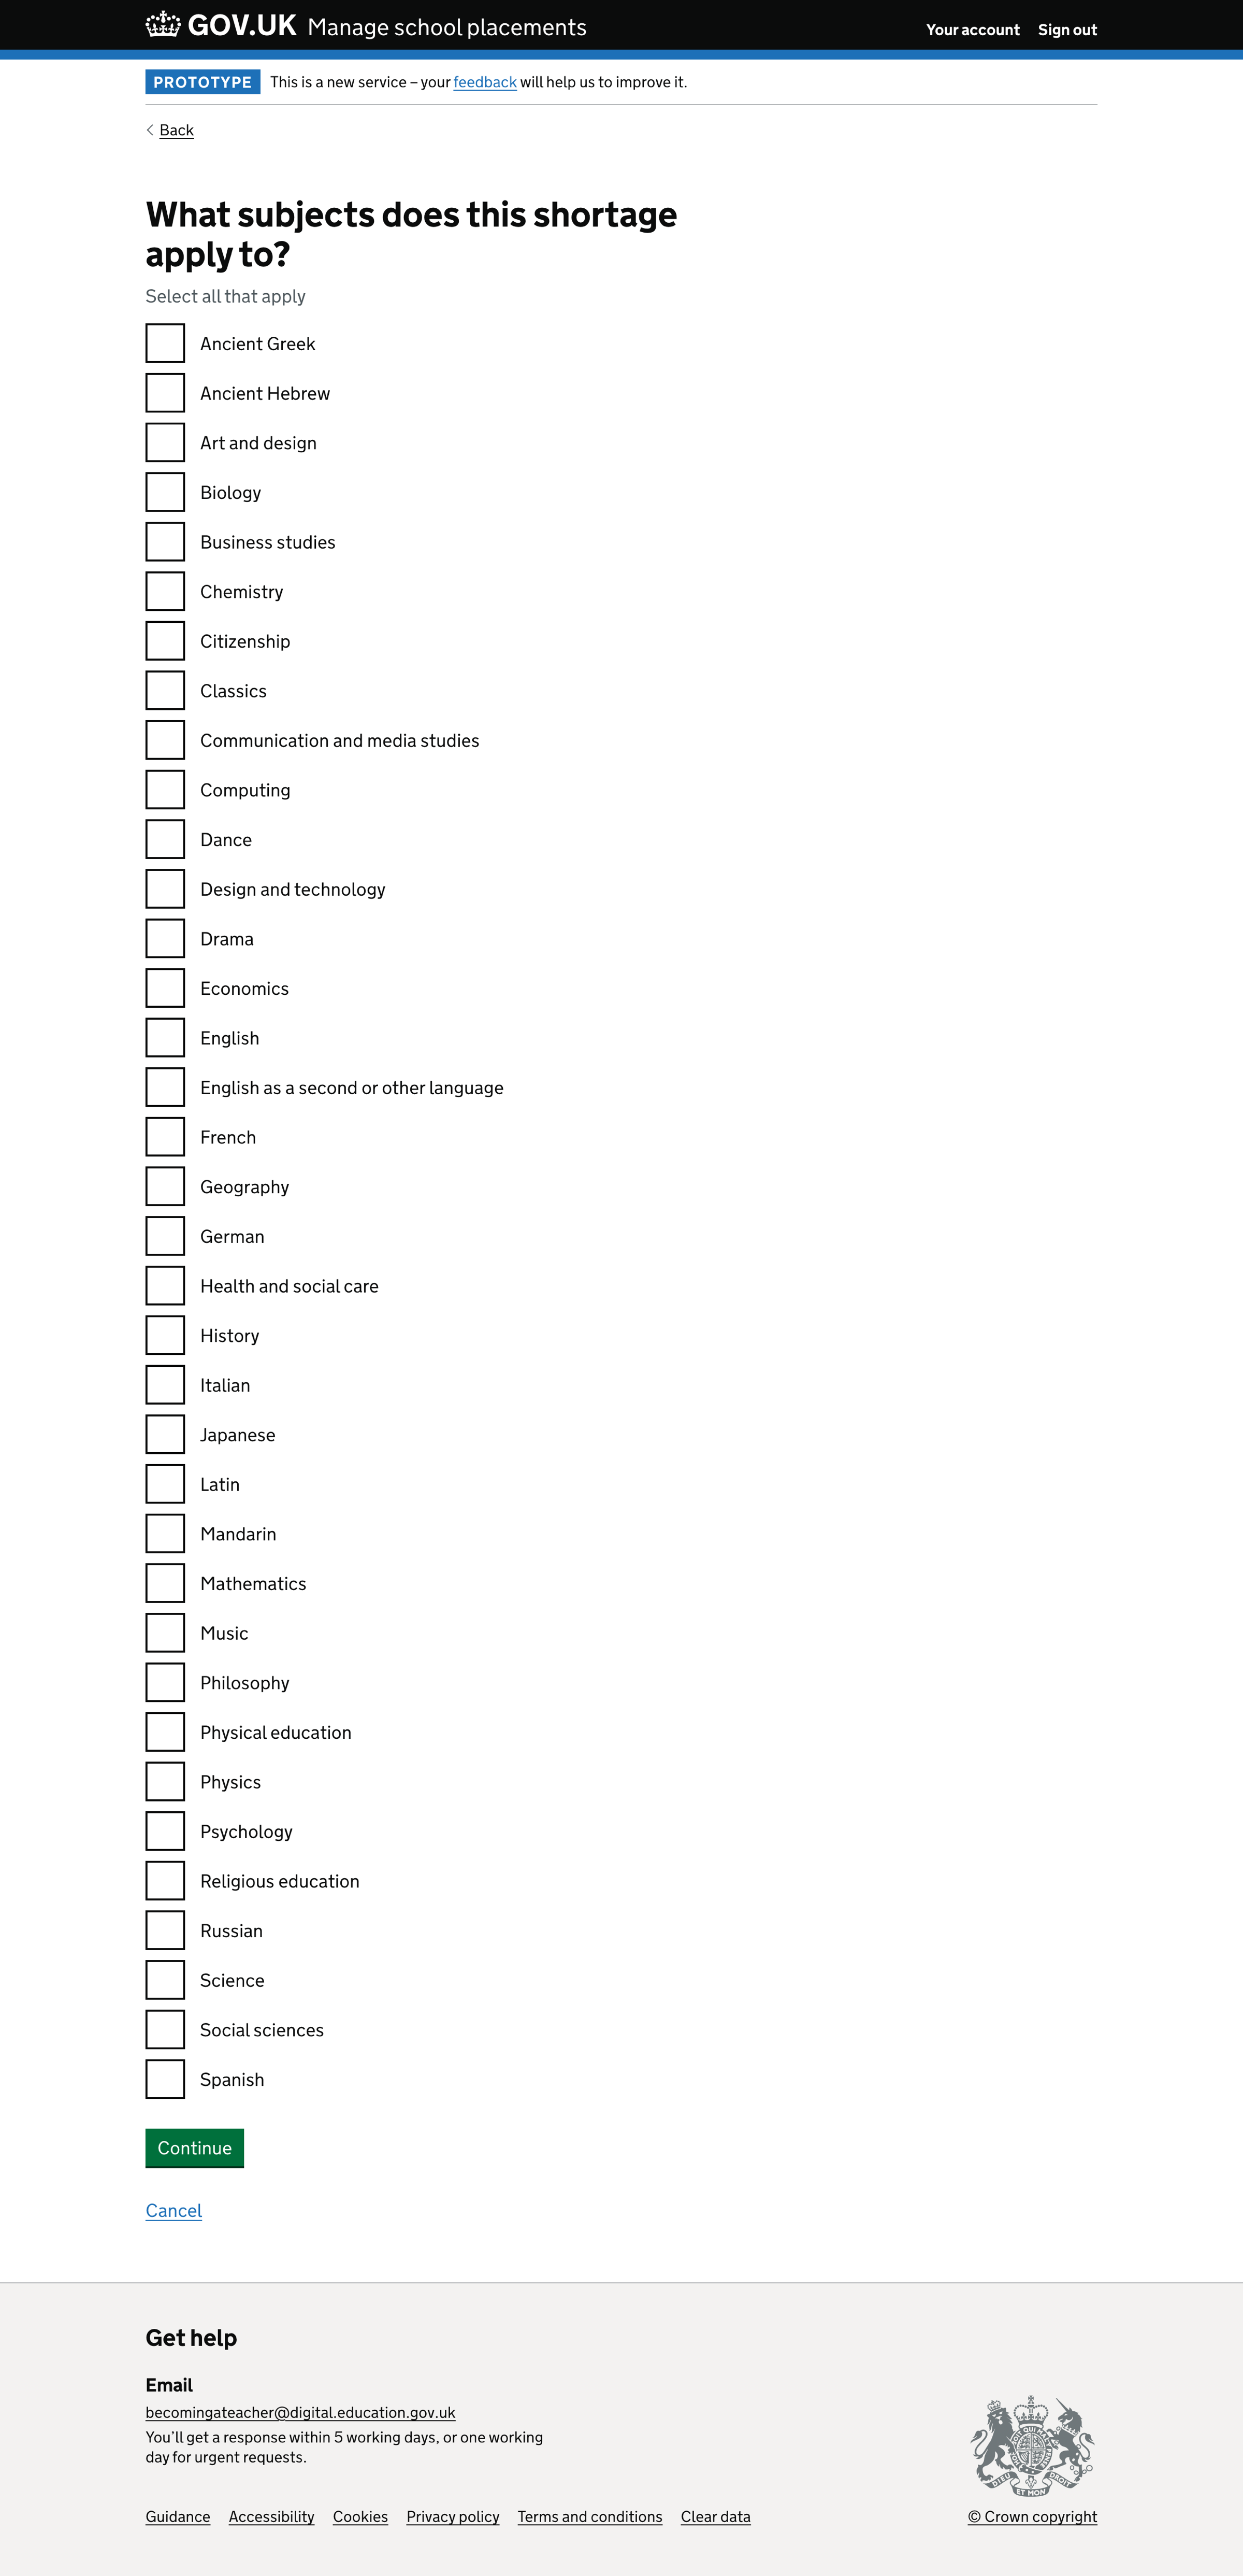 GOV.UK Manage school placements
Your account Sign out
PROTOTYPE This is a new service – your feedback will help us to improve it.
Back
What subjects does this shortage
apply to?
Select all that apply
Ancient Greek
Ancient Hebrew
Art and design
Biology
Business studies
Chemistry
Citizenship
Classics
Communication and media studies
Computing
Dance
Design and technology
Drama
Economics
English
English as a second or other language
French
Geography
German
Health and social care
History
Italian
Japanese
Latin
Mandarin
Mathematics
Music
Philosophy
Physical education
Physics
Psychology
Religious education
Russian
Science
Social sciences
Spanish
Continue
Cancel
Get help
Email
becomingateacher@digital.education.gov.uk
You’ll get a response within 5 working days, or one working
day for urgent requests.
DIEU ET MON DROIT
Guidance Accessibility Cookies Privacy policy Terms and conditions Clear data
© Crown copyright